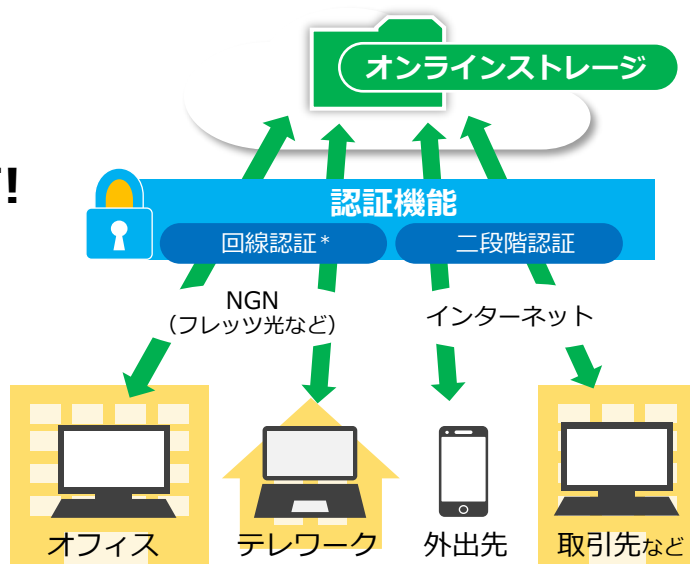 オンラインストレージ
!
認証機能
回線認証*
二段階認証
NGN
(フレッツ光など)
インターネット
オフィス
テレワーク
外出先
取引先など